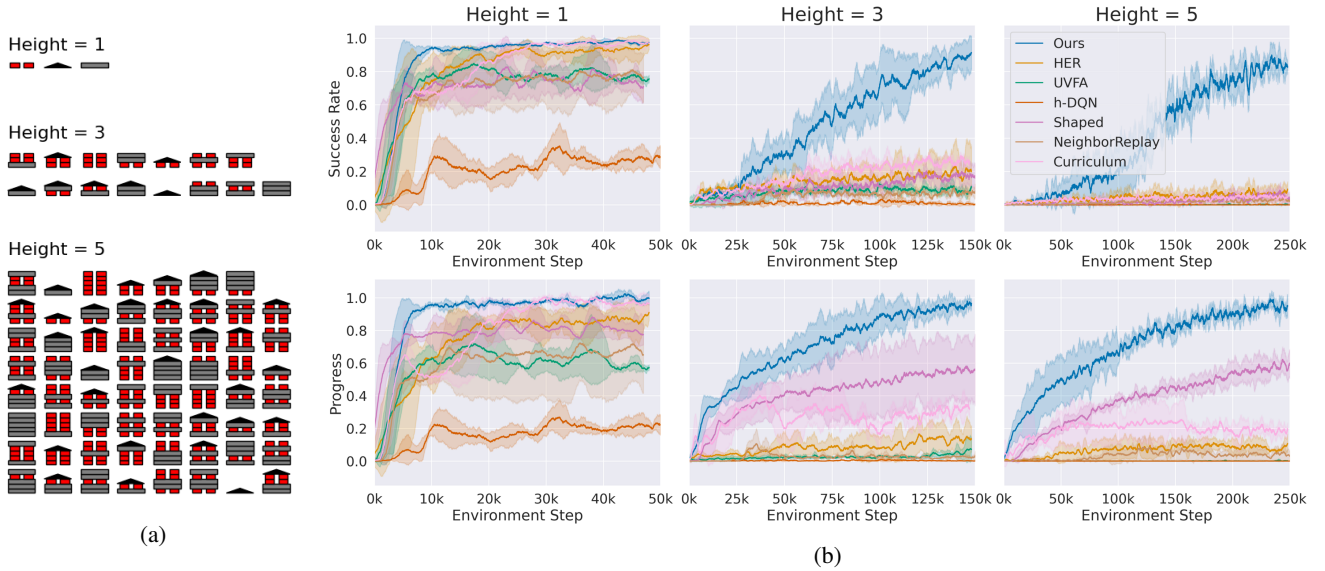 Height = 1
Height = 3
Height = 5
(a)
Height = 1
Height = 3
Height = 5
Success Rate
1.0
0.8
0.6
0.4
0.2
0.0
0k
10k
20k
30k
40k
50k
Environment Step
0k
25k
50k
75k
100k
125k
150k
Environment Step
Ours
HER
UVFA
h-DQN
Shaped
NeighborReplay
Curriculum
0k
50k
100k
150k
200k
250k
Environment Step
Progress
1.0
0.8
0.6
0.4
0.2
0.0
0k
10k
20k
30k
40k
50k
Environment Step
0k
25k
50k
75k
100k
125k
150k
Environment Step
0k
50k
100k
150k
200k
250k
Environment Step
(b)